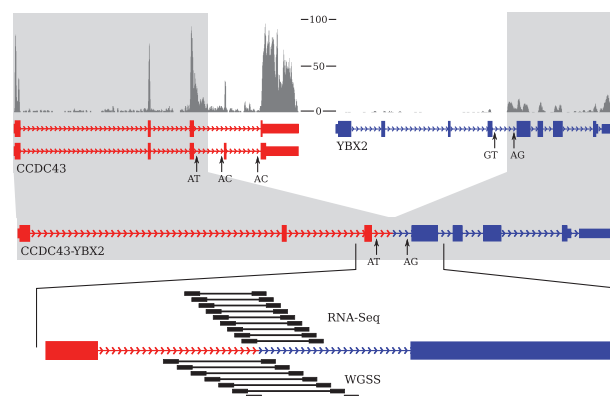 100
50
0
YBX2
GT AG
CCDC43
AT AC AC
CCDC43-YBX2
AT AG
RNA-Seq
WGSS